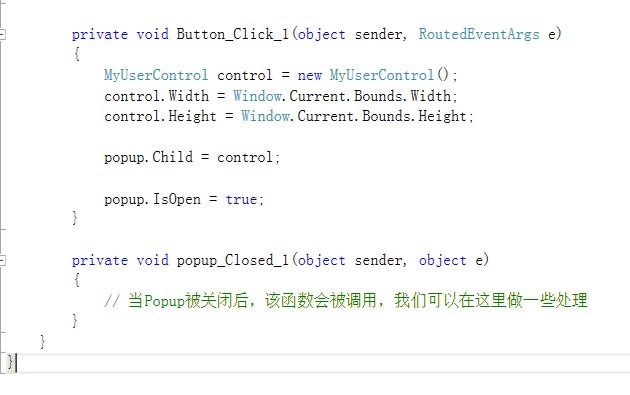 private void Button_Click_1(object sender, RoutedEventArgs e)
{
MyUserControl control = new MyUserControl();
control.Width = Window.Current.Bounds.Width;
control.Height = Window.Current.Bounds.Height;
popup.Child = control;
popup.IsOpen = true;
}
private void popup_Closed_1(object sender, object e)
{
// 当Popup被关闭后，该函数会被调用，我们可以在这里做一些处理
}
}
}